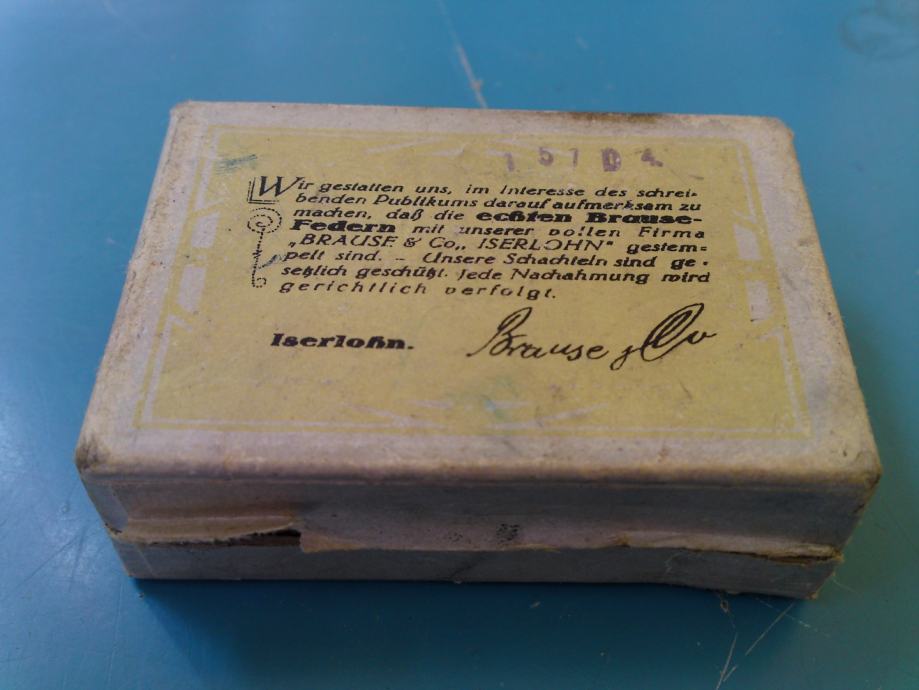 157 D 4
Wir gestatten uns, im Interesse des schrei-
benden Publikums darauf aufmerksam zu
machen, daß die echten Brause-
Federn mit unserer vollen Firma
„BRAUSE & Co„ ISERLOHN“ gestem-
pelt sind. – Unsere Schachteln sind ge-
setzlich geschützt. Jede Nachahmung wird
gerichtlich verfolgt.
Iserlohn. Brause & Co